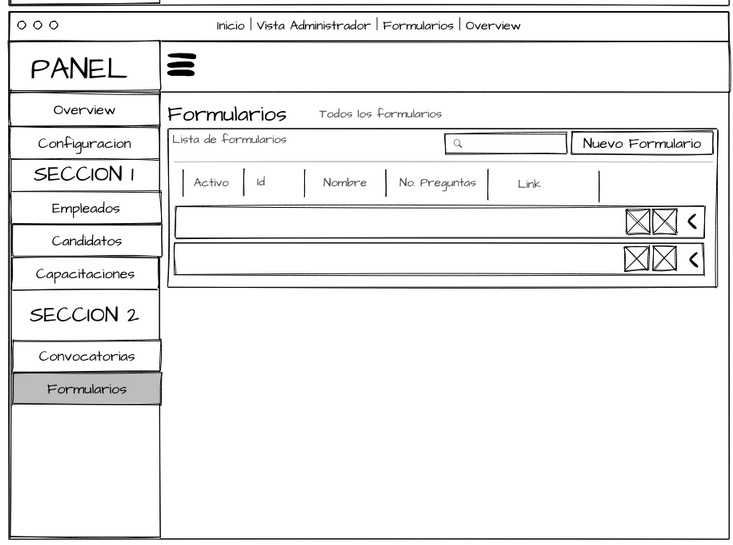 Inicio | Vista Administrador | Formularios | Overview
PANEL
Overview
Configuracion
SECCION 1
Empleados
Candidatos
Capacitaciones
SECCION 2
Convocatorias
Formularios
Formularios Todos los formularios
Lista de formularios
Nuevo Formulario
Activo Id Nombre No. Preguntas Link